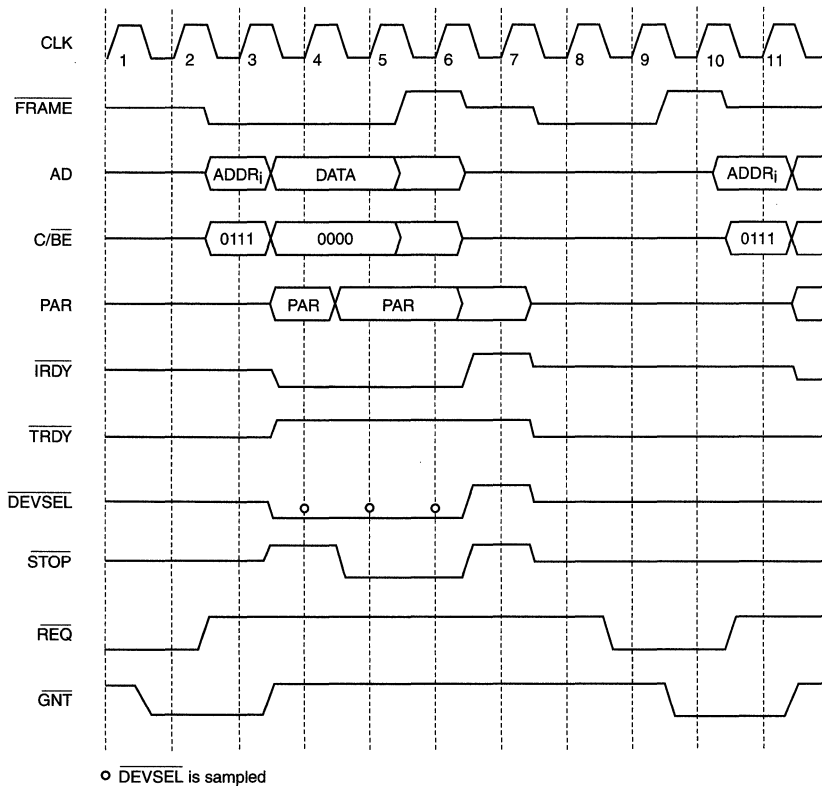 CLK 1 2 3 4 5 6 7 8 9 10 11
FRAME
AD ADDRi DATA ADDRi
C/BE 0111 0000 0111
PAR PAR PAR
IRDY
TRDY
DEVSEL
STOP
REQ
GNT
DEVSEL is sampled